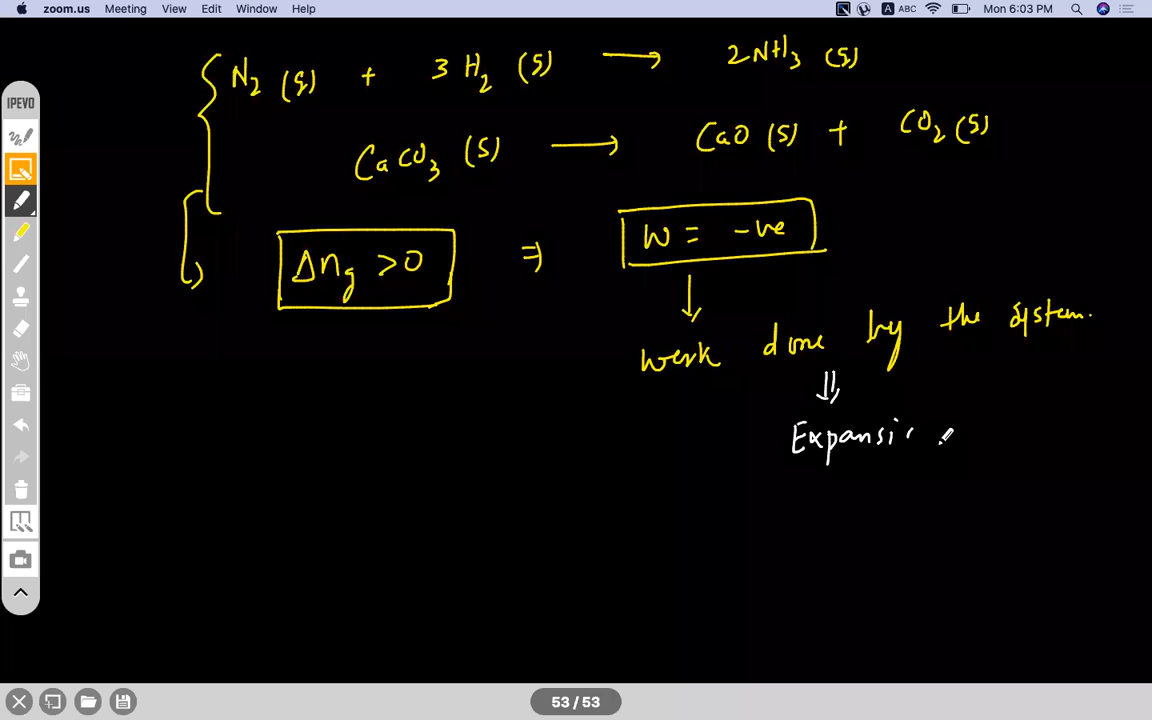 zoom.us Meeting View Edit Window Help A ABC Mon 6:03 PM
IPEVO
N₂ (g) + 3 H₂ (g) → 2NH₃ (g)
CaCO₃ (s) → CaO (s) + CO₂ (g)
Δng >0 ⇒ W = -ve
work done by the system.
Expansi
53 / 53